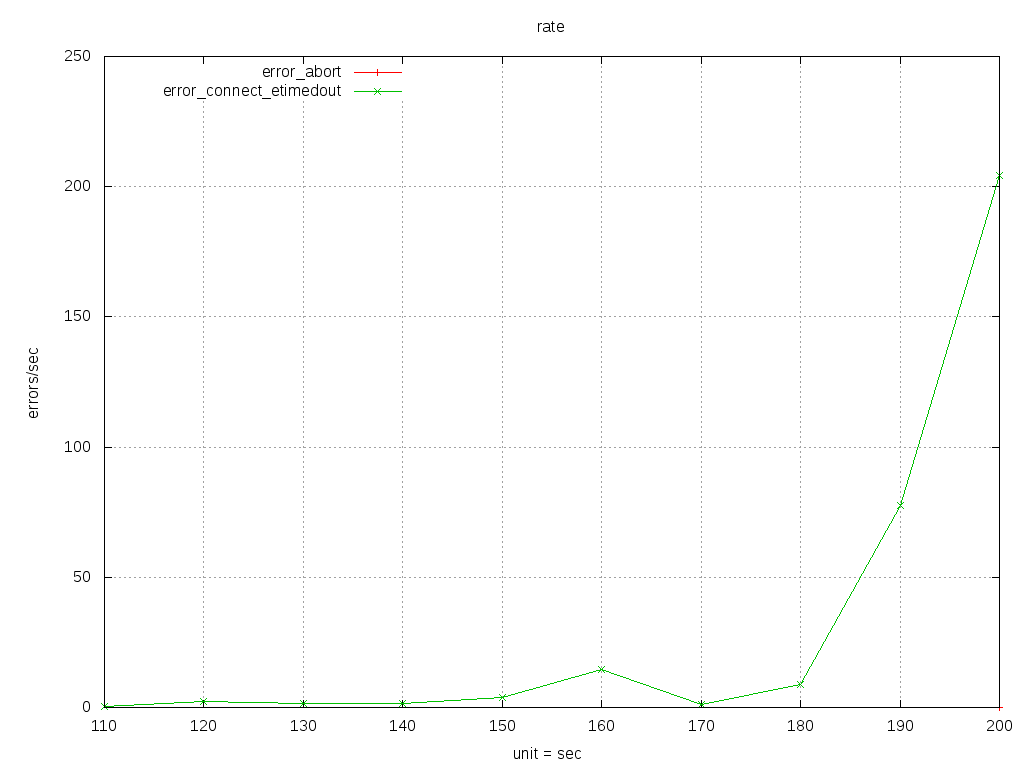 rate
250
200
150
100
50
0
error_abort
error_connect_etimedout
errors/sec
110 120 130 140 150 160 170 180 190 200
unit = sec